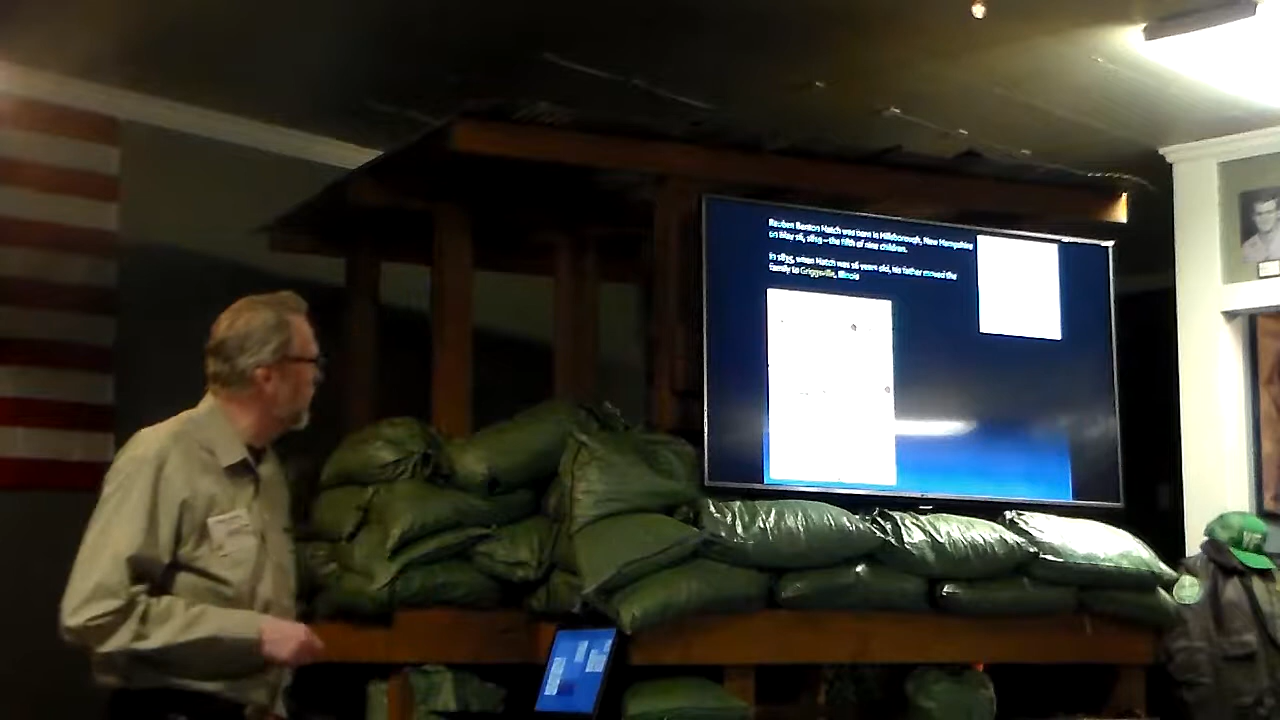 Reuben Benton Hatch was born in Hillsborough, New Hampshire
on May 16, 1819 – the fifth of nine children.
In 1835, when Hatch was 16 years old, his father moved the
family to Griggsville, Illinois